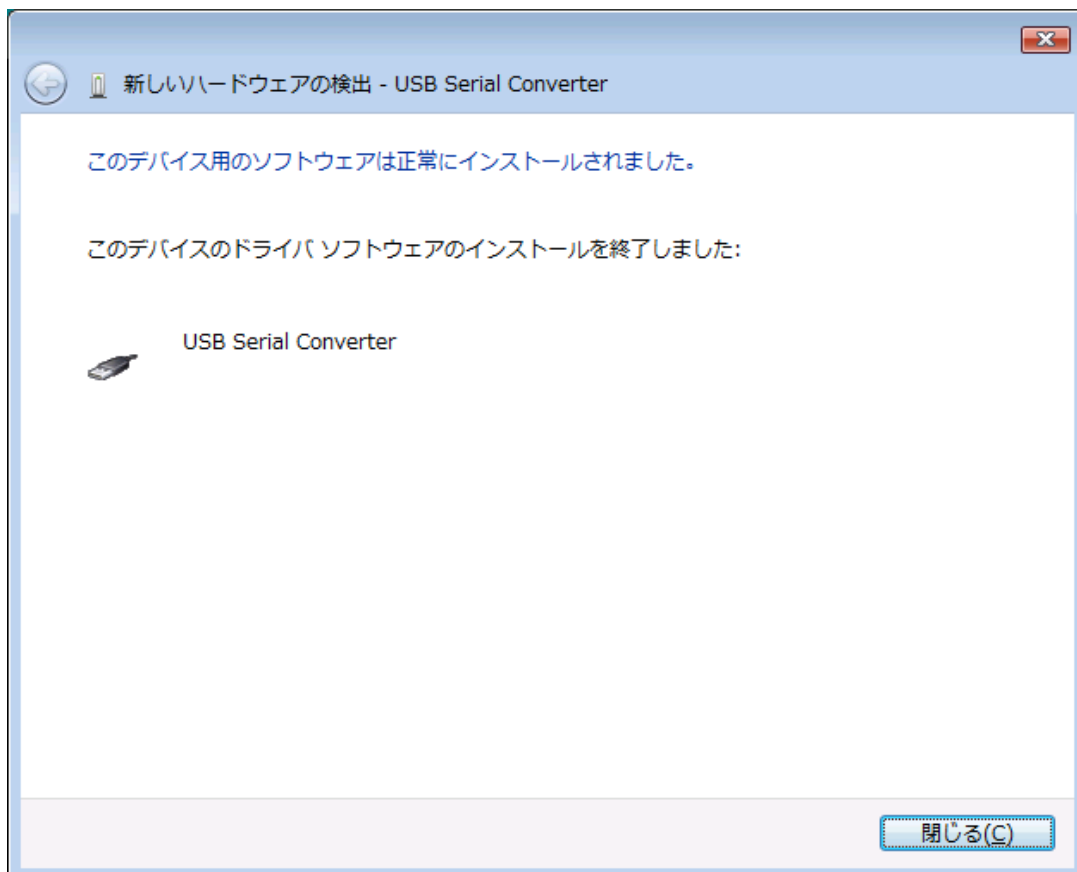 新しいハードウェアの検出 - USB Serial Converter
このデバイス用のソフトウェアは正常にインストールされました。
このデバイスのドライバ ソフトウェアのインストールを終了しました:
USB Serial Converter
閉じる(C)